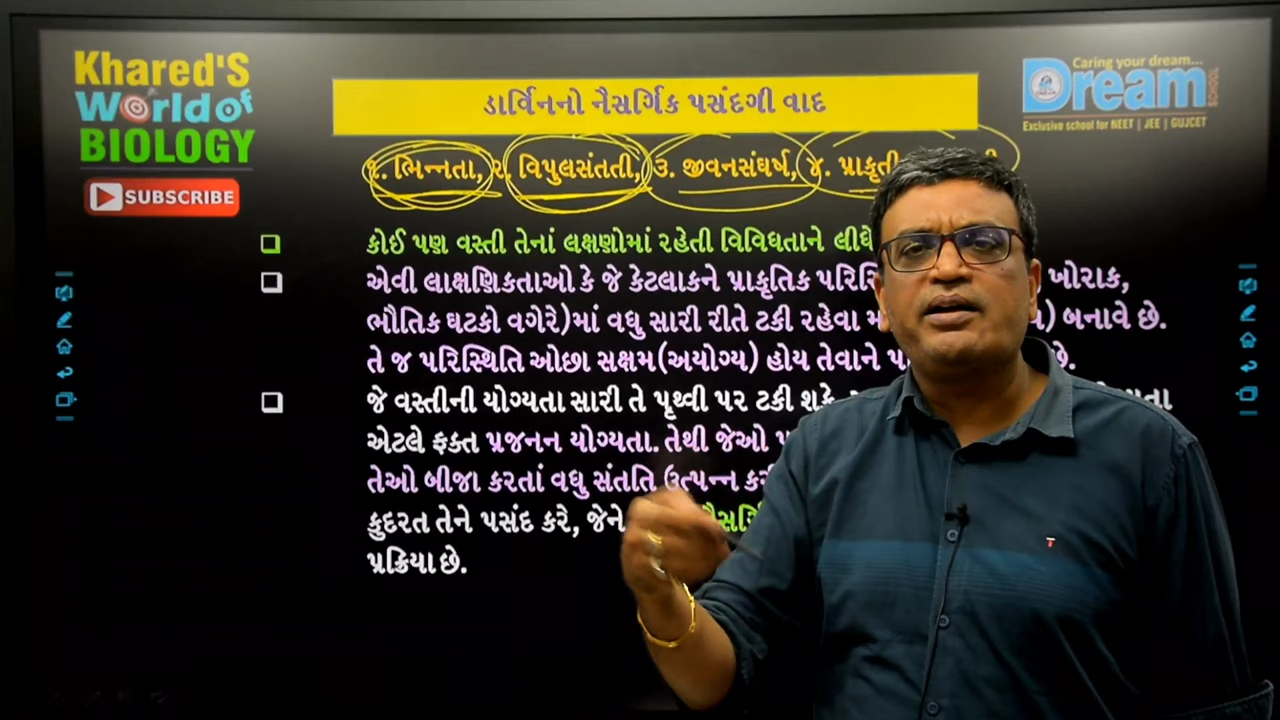 Khared'S
World of
BIOLOGY
SUBSCRIBE
Caring your dream...
Dream
SCHOOL
Exclusive school for NEET | JEE | GUJCET
ડાર્વિનનો નૈસર્ગિક પસંદગી વાદ
૧. ભિન્નતા, ૨. વિપુલસંતતી, ૩. જીવનસંઘર્ષ, ૪.
કોઈ પણ વસ્તી તેનાં લક્ષણોમાં રહેતી વિવિધતાને લીધે
એવી લાક્ષણિકતાઓ કે જે કેટલાકને પ્રાકૃતિક ખોરાક,
ભૌતિક ઘટકો વગેરે)માં વધુ સારી રીતે ટકી રહેવા બનાવે છે.
તે જ પરિસ્થિતિ ઓછા સક્ષમ(અયોગ્ય) હોય તેવાને છે.
જે વસ્તીની યોગ્યતા સારી તે પૃથ્વી પર ટકી શકે
એટલે ફક્ત પ્રજનન યોગ્યતા. તેથી જેઓ
તેઓ બીજા કરતાં વધુ સંતતિ ઉત્પન્ન
કુદરત તેને પસંદ કરે, જેને
પ્રક્રિયા છે.